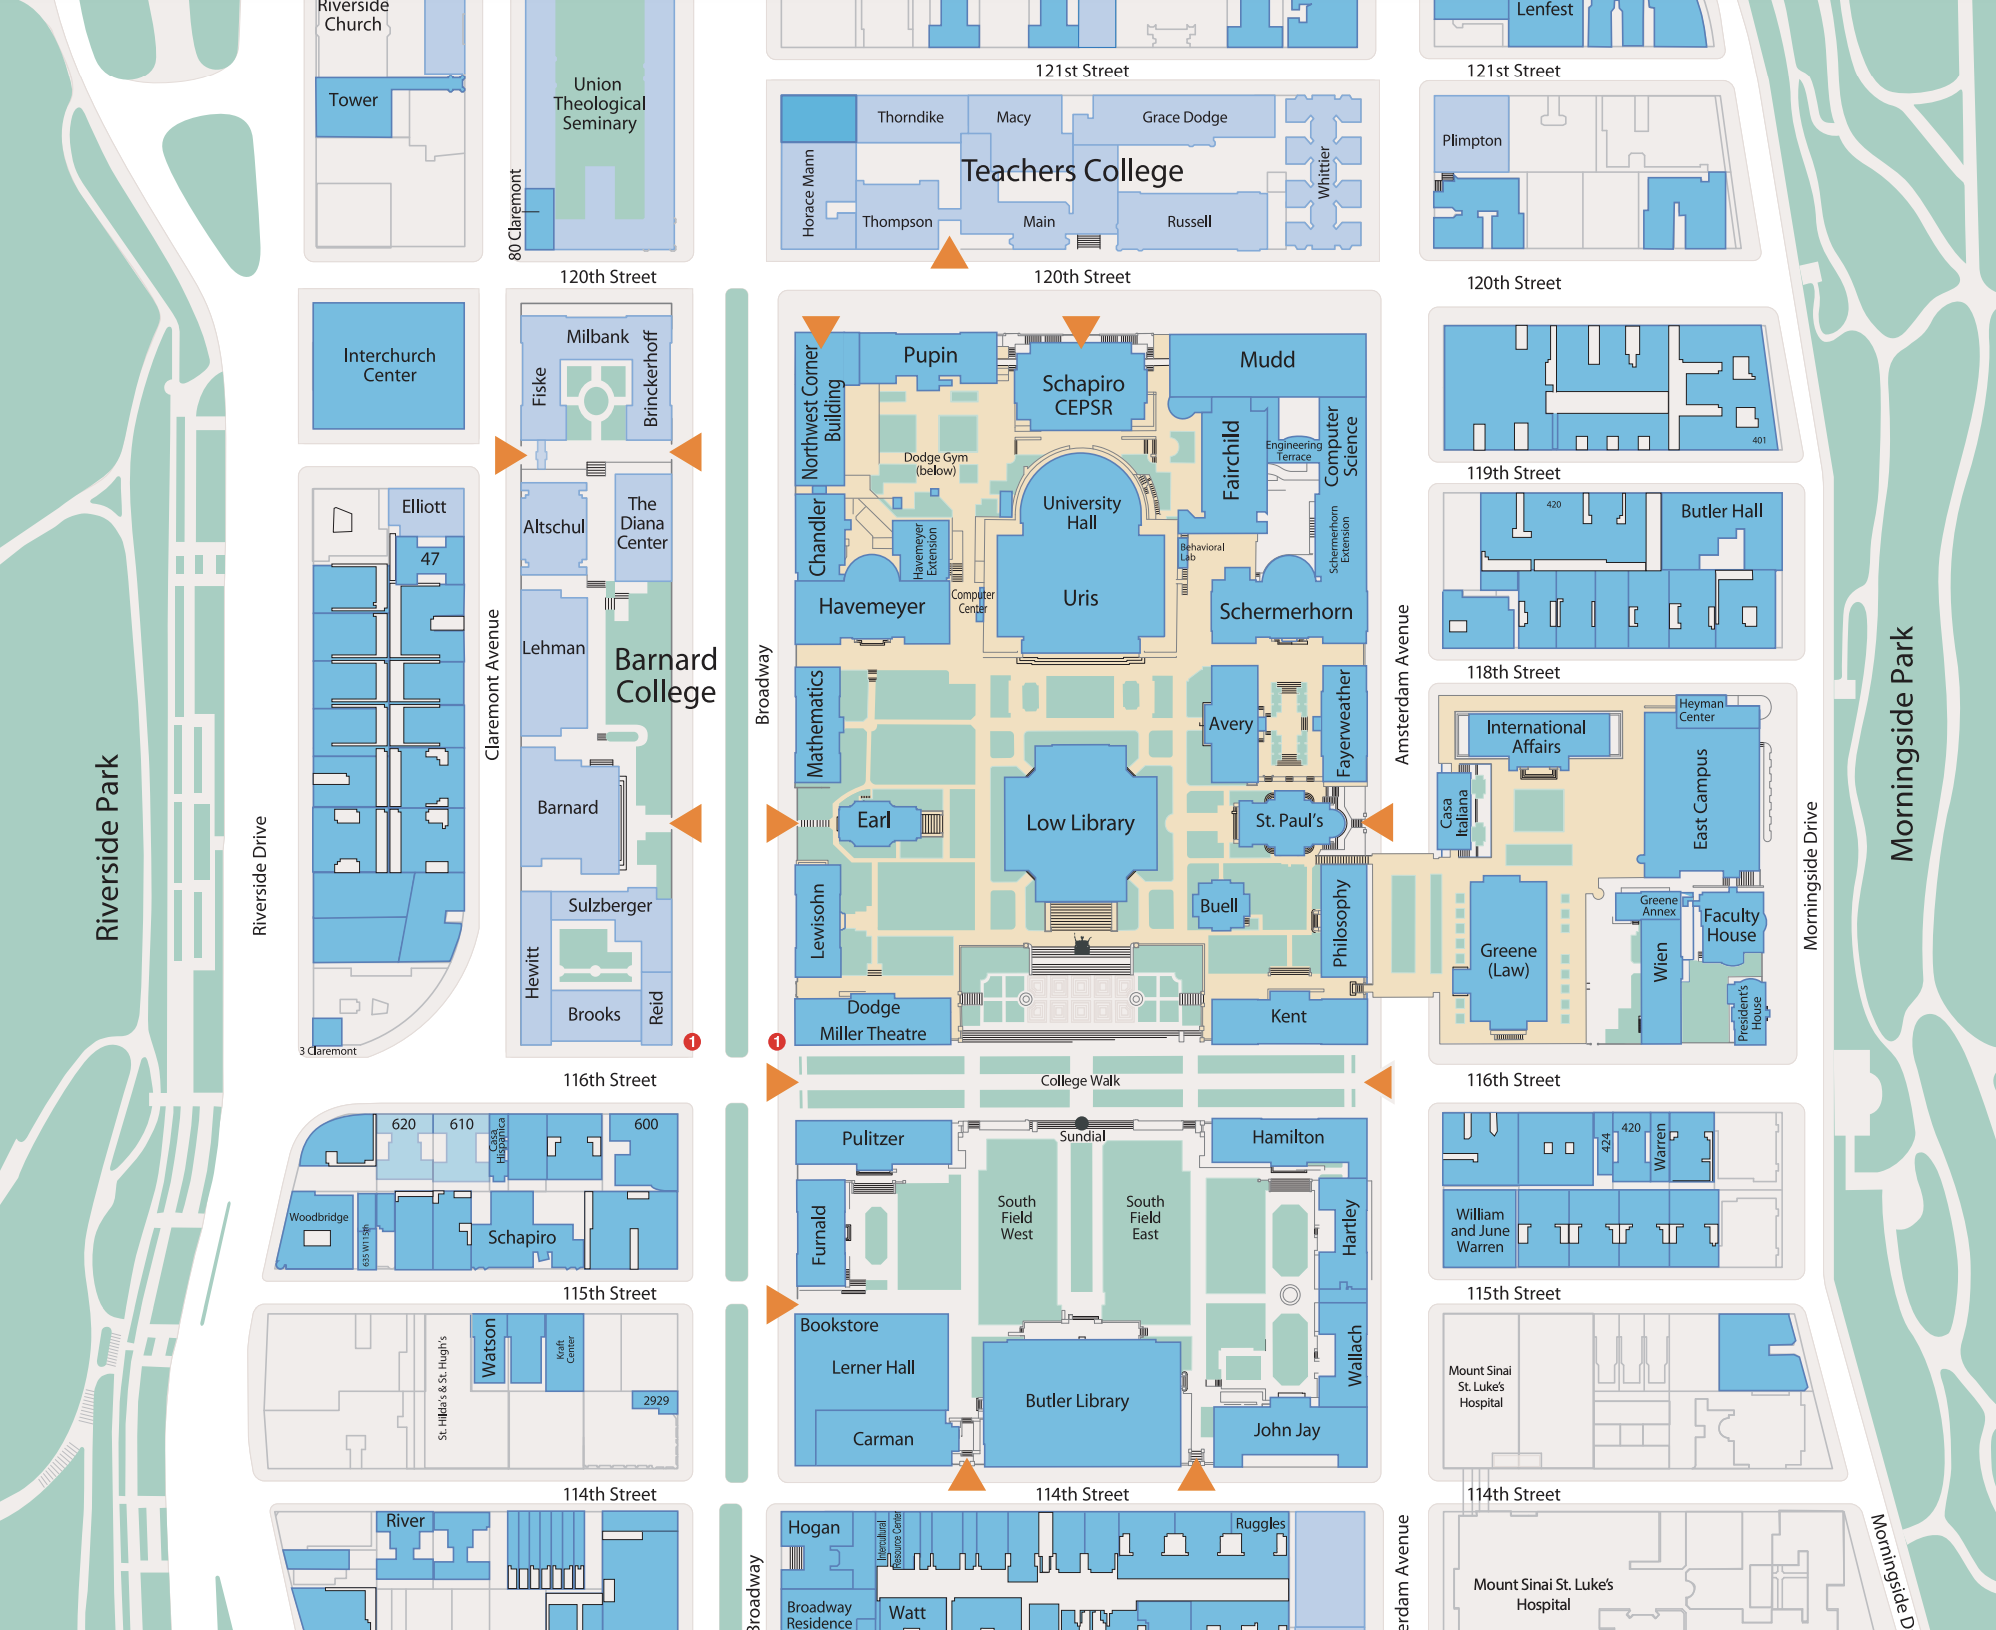 Riverside
Church
Tower
Union
Theological
Seminary
80 Claremont
Lenfest
121st Street
121st Street
Thorndike
Macy
Grace Dodge
Horace Mann
Teachers College
Whittier
Thompson
Main
Russell
Plimpton
120th Street
120th Street
120th Street
Interchurch
Center
Milbank
Fiske
Brinckerhoff
Northwest Corner
Building
Pupin
Schapiro
CEPSR
Mudd
Dodge Gym
(below)
Fairchild
Engineering
Terrace
Computer
Science
401
119th Street
Elliott
47
Altschul
The
Diana
Center
Chandler
Havemeyer
Extension
University
Hall
Behavioral
Lab
Schermerhorn
Extension
420
Butler Hall
Claremont Avenue
Lehman
Barnard
College
Broadway
Havemeyer
Computer
Center
Uris
Schermerhorn
Amsterdam Avenue
118th Street
Mathematics
Avery
Fayerweather
International
Affairs
Heyman
Center
Morningside Park
Riverside Park
Riverside Drive
Barnard
Earl
Low Library
St. Paul's
Casa
Italiana
East Campus
Morningside Drive
Sulzberger
Hewitt
Brooks
Reid
Lewisohn
Buell
Philosophy
Greene
(Law)
Greene
Annex
Wien
Faculty
House
President's
House
Dodge
Miller Theatre
Kent
3 Claremont
1
1
116th Street
College Walk
116th Street
620
610
Casa
Hispanica
600
Pulitzer
Sundial
Hamilton
424
420
Warren
Woodbridge
635 W115th
Schapiro
Furnald
South
Field
West
South
Field
East
Hartley
William
and June
Warren
115th Street
115th Street
St. Hilda's & St. Hugh's
Watson
Kraft
Center
2929
Bookstore
Lerner Hall
Carman
Butler Library
Wallach
John Jay
Mount Sinai
St. Luke's
Hospital
114th Street
114th Street
114th Street
River
Hogan
Intercultural
Resource Center
Ruggles
Broadway
Broadway
Residence
Watt
erdam Avenue
Mount Sinai St. Luke's
Hospital
Morningside D